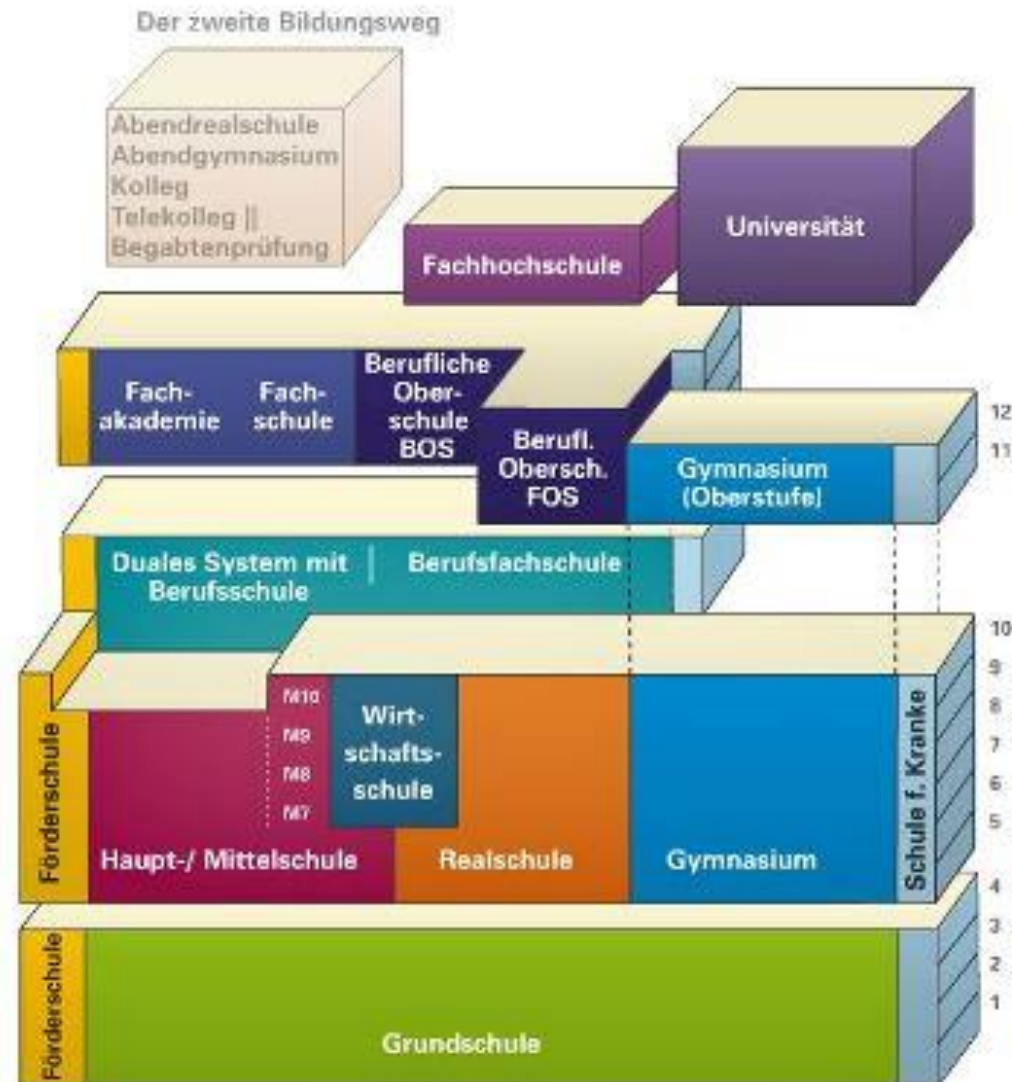 Der zweite Bildungsweg
Abendrealschule
Abendgymnasium
Kolleg
Telekolleg ||
Begabtenprüfung
Universität
Fachhochschule
Fach-
akademie
Fach-
schule
Berufliche
Ober-
schule
BOS
Berufl.
Obersch.
FOS
Gymnasium
(Oberstufe)
12
11
Duales System mit
Berufsschule
|
Berufsfachschule
10
9
8
7
6
5
4
3
2
1
Förderschule
M10
M9
M8
M7
Haupt-/ Mittelschule
Wirt-
schafts-
schule
Realschule
Gymnasium
Schule f. Kranke
Förderschule
Grundschule